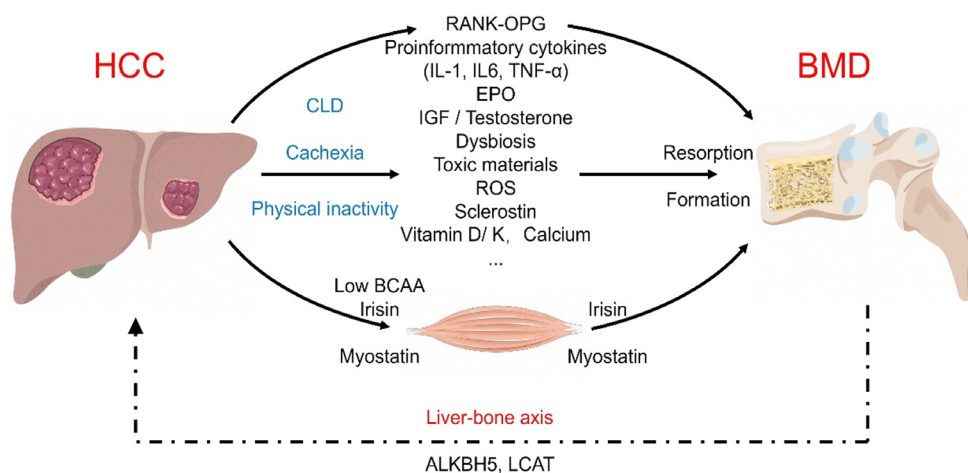 HCC
BMD
RANK-OPG
Proinformmatory cytokines
(IL-1, IL6, TNF-α)
EPO
IGF / Testosterone
Dysbiosis
Toxic materials
ROS
Sclerostin
Vitamin D/ K, Calcium
...
CLD
Cachexia
Physical inactivity
Resorption
Formation
Low BCAA
Irisin
Myostatin
Irisin
Myostatin
Liver-bone axis
ALKBH5, LCAT